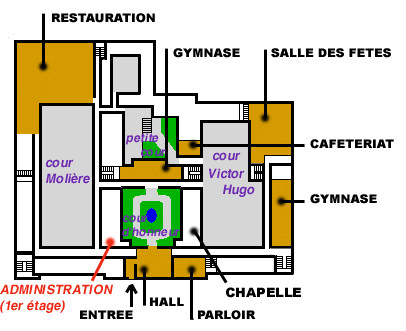 RESTAURATION
GYMNASE
SALLE DES FETES
petite
cour
CAFETERIAT
cour
Molière
cour
Victor
Hugo
GYMNASE
cour
d'honneur
ADMINISTRATION
(1er étage)
CHAPELLE
HALL
ENTREE
PARLOIR